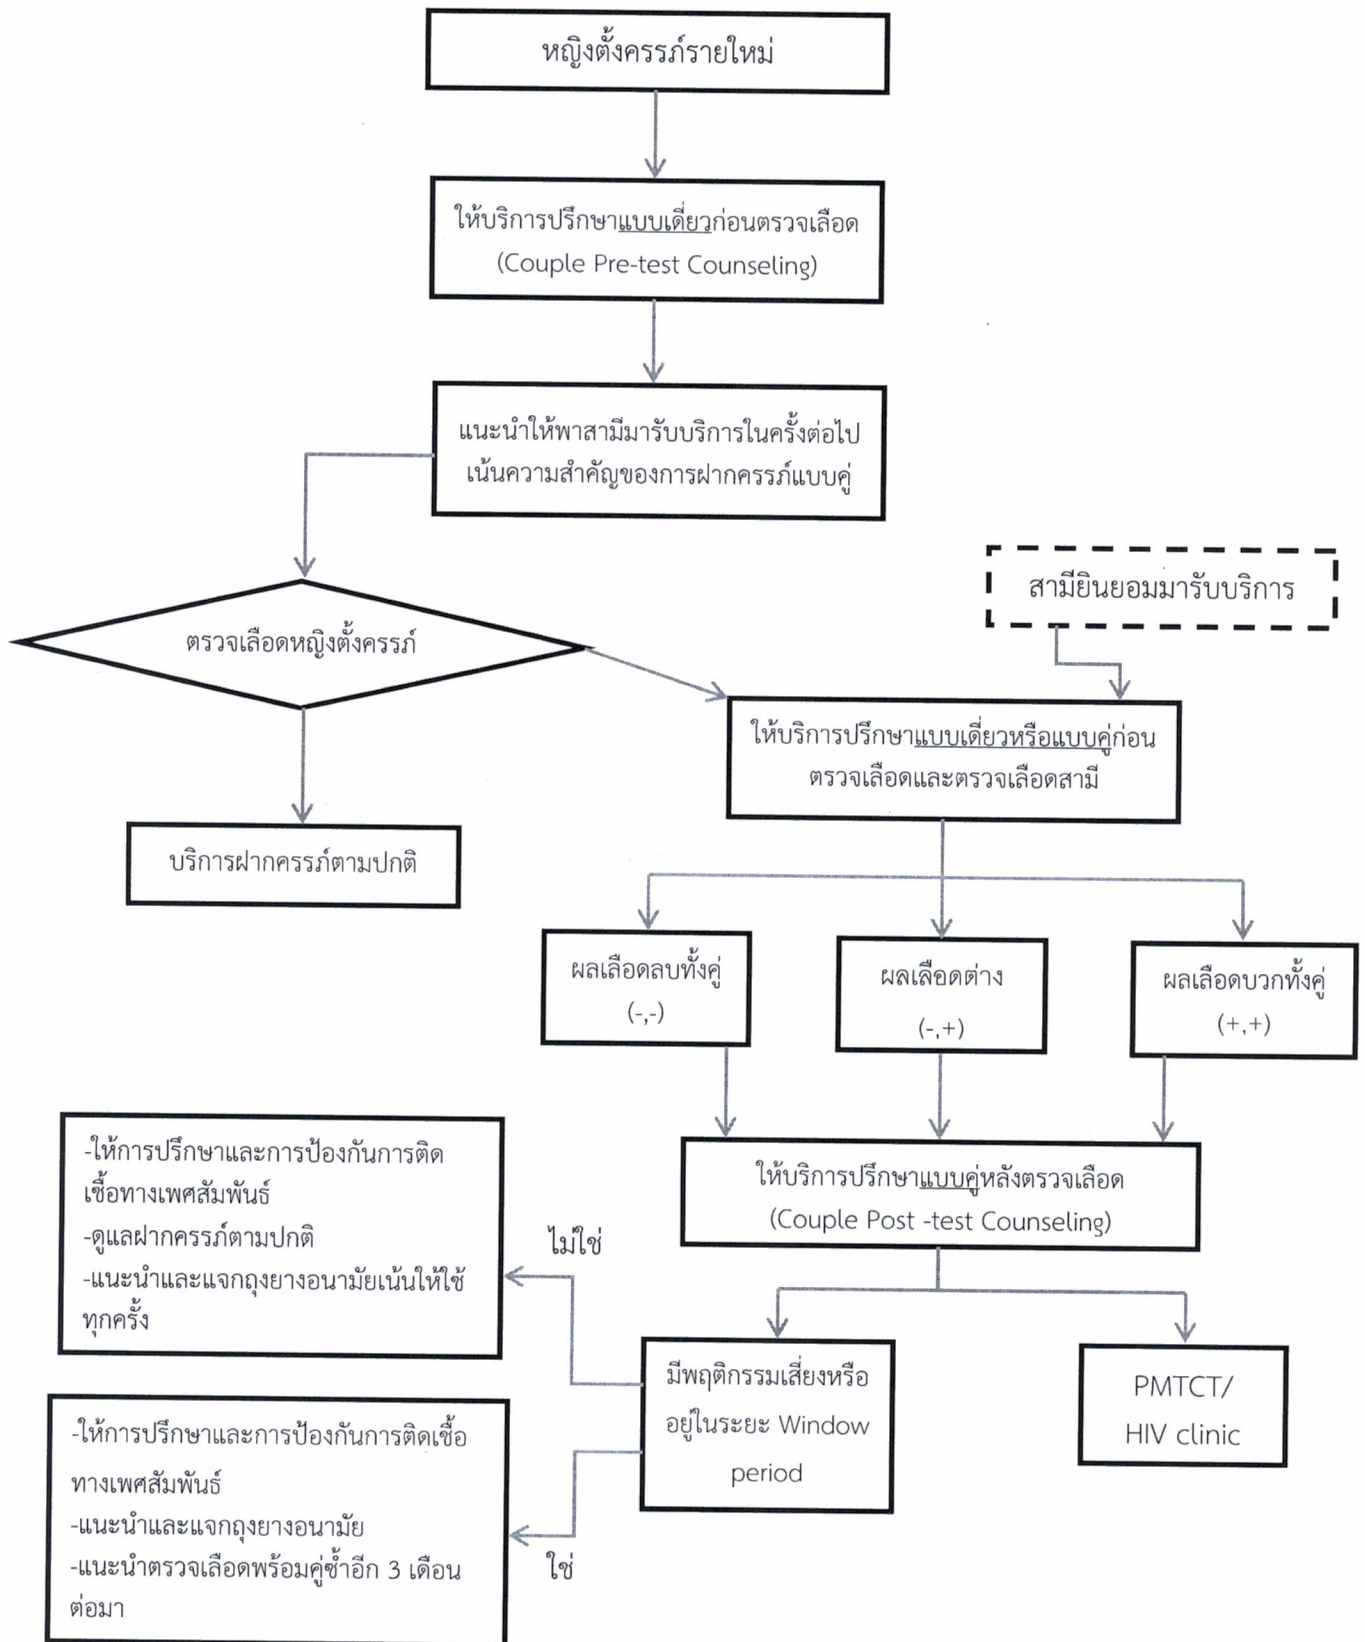 หญิงตั้งครรภ์รายใหม่
ให้บริการปรึกษาแบบเดี่ยวก่อนตรวจเลือด
(Couple Pre-test Counseling)
แนะนำให้พาสามีมารับบริการในครั้งต่อไป
เน้นความสำคัญของการฝากครรภ์แบบคู่
สามียินยอมมารับบริการ
ตรวจเลือดหญิงตั้งครรภ์
ให้บริการปรึกษาแบบเดี่ยวหรือแบบคู่ก่อน
ตรวจเลือดและตรวจเลือดสามี
บริการฝากครรภ์ตามปกติ
ผลเลือดลบทั้งคู่
(-,-)
ผลเลือดต่าง
(-,+)
ผลเลือดบวกทั้งคู่
(+,+)
ให้บริการปรึกษาแบบคู่หลังตรวจเลือด
(Couple Post -test Counseling)
-ให้การปรึกษาและการป้องกันการติด
เชื้อทางเพศสัมพันธ์
-ดูแลฝากครรภ์ตามปกติ
-แนะนำและแจกถุงยางอนามัยเน้นให้ใช้
ทุกครั้ง
ไม่ใช่
มีพฤติกรรมเสี่ยงหรือ
อยู่ในระยะ Window
period
PMTCT/
HIV clinic
-ให้การปรึกษาและการป้องกันการติดเชื้อ
ทางเพศสัมพันธ์
-แนะนำและแจกถุงยางอนามัย
-แนะนำตรวจเลือดพร้อมคู่ซ้ำอีก 3 เดือน
ต่อมา
ใช่